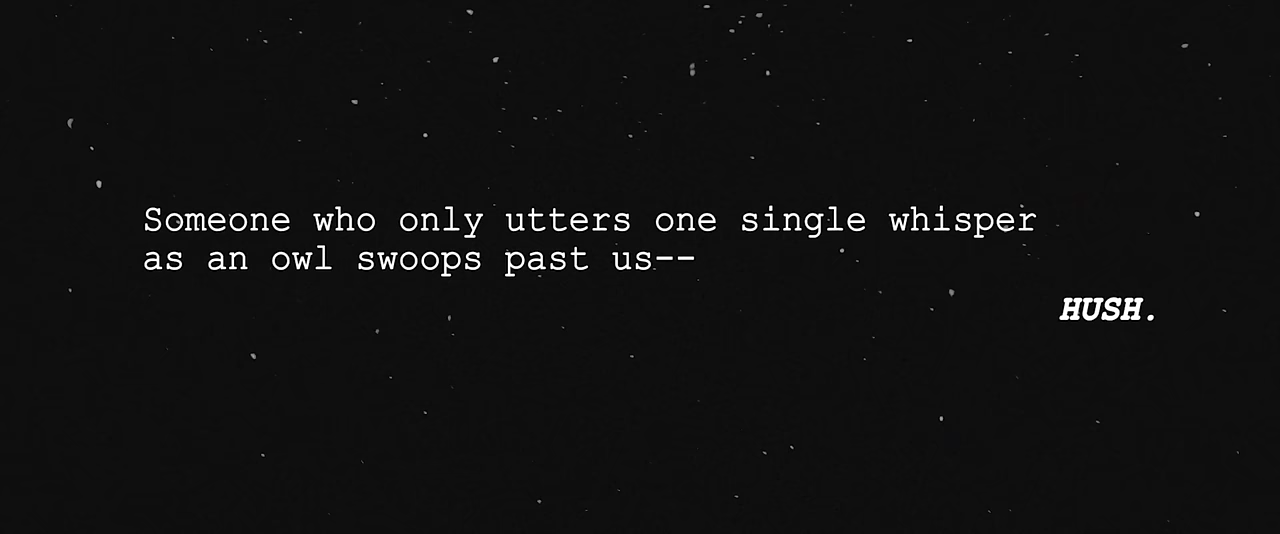 Someone who only utters one single whisper
as an owl swoops past us--
HUSH.